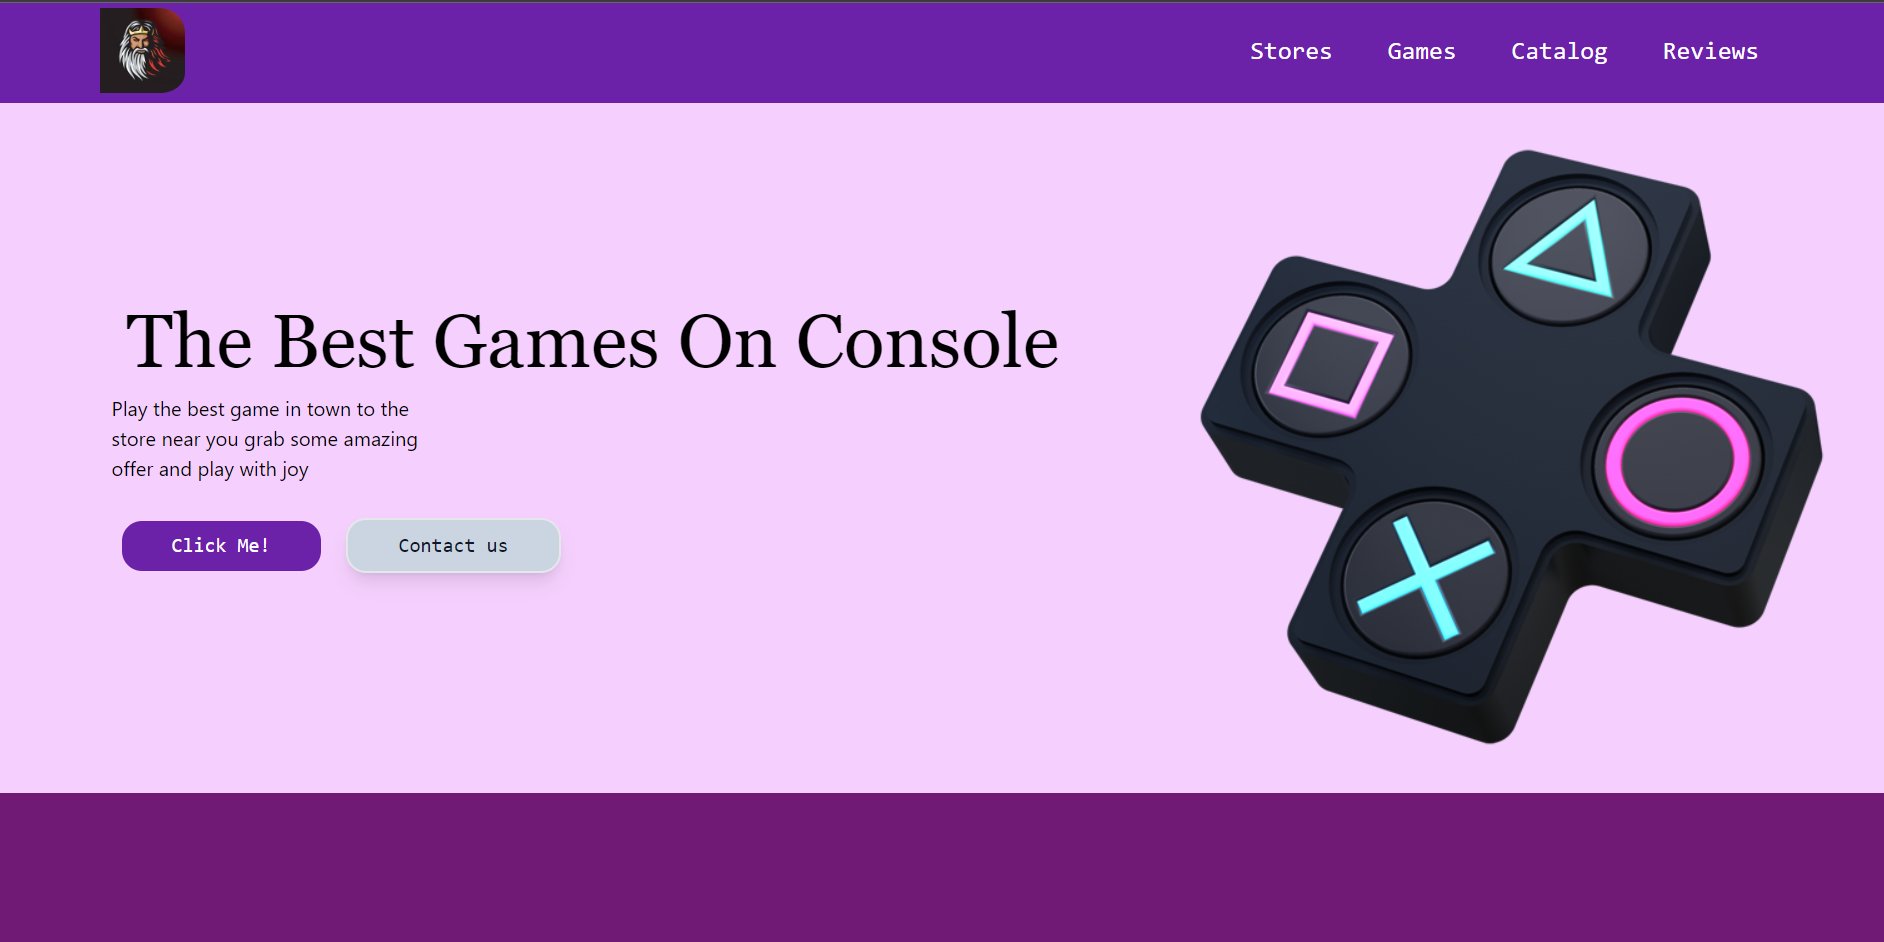 Stores Games Catalog Reviews
The Best Games On Console
Play the best game in town to the
store near you grab some amazing
offer and play with joy
Click Me! Contact us